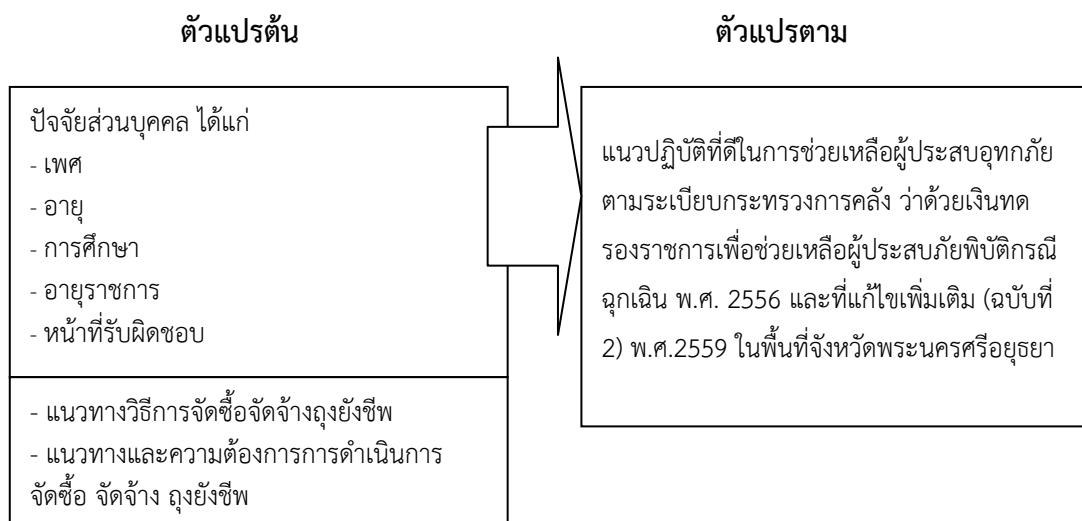 ตัวแปรต้น
ตัวแปรตาม
ปัจจัยส่วนบุคคล ได้แก่
- เพศ
- อายุ
- การศึกษา
- อายุราชการ
- หน้าที่รับผิดชอบ
- แนวทางวิธีการจัดซื้อจัดจ้างถุงยังชีพ
- แนวทางและความต้องการการดำเนินการ
จัดซื้อ จัดจ้าง ถุงยังชีพ
แนวปฏิบัติที่ดีในการช่วยเหลือผู้ประสบอุทกภัย
ตามระเบียบกระทรวงการคลัง ว่าด้วยเงินทด
รองราชการเพื่อช่วยเหลือผู้ประสบภัยพิบัติกรณี
ฉุกเฉิน พ.ศ. 2556 และที่แก้ไขเพิ่มเติม (ฉบับที่
2) พ.ศ.2559 ในพื้นที่จังหวัดพระนครศรีอยุธยา